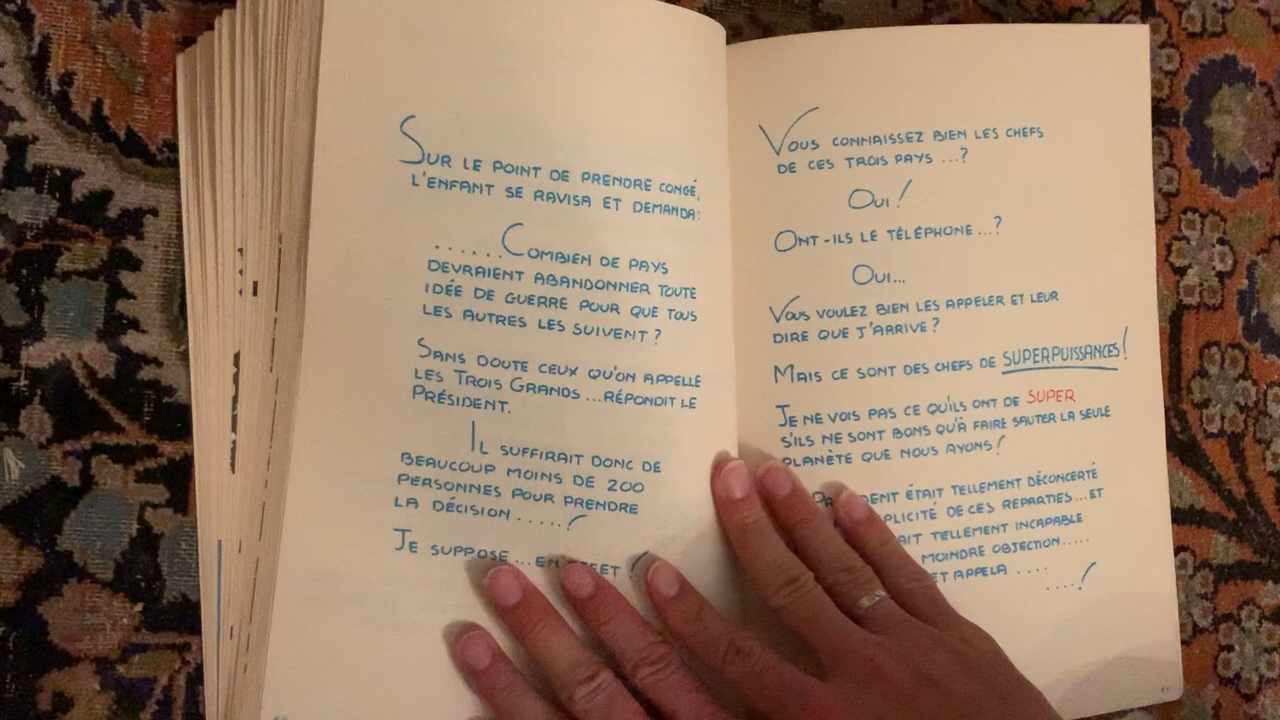 Sur le point de prendre congé,
l'enfant se ravisa et demanda:
.....Combien de pays
devraient abandonner toute
idée de guerre pour que tous
les autres les suivent ?
Sans doute ceux qu'on appelle
les Trois Grands ...répondit le
Président.
Il suffirait donc de
beaucoup moins de 200
personnes pour prendre
la décision .....!
Je suppose ...en
Vous connaissez bien les chefs
de ces trois pays ...?
Oui !
Ont-ils le téléphone ...?
Oui...
Vous voulez bien les appeler et leur
dire que j'arrive ?
Mais ce sont des chefs de SUPERPUISSANCES !
Je ne vois pas ce qu'ils ont de SUPER
s'ils ne sont bons qu'à faire sauter la seule
planète que nous ayons !
était tellement déconcerté
de ces reparties ...et
tellement incapable
moindre objection.....
et appela ....
....!